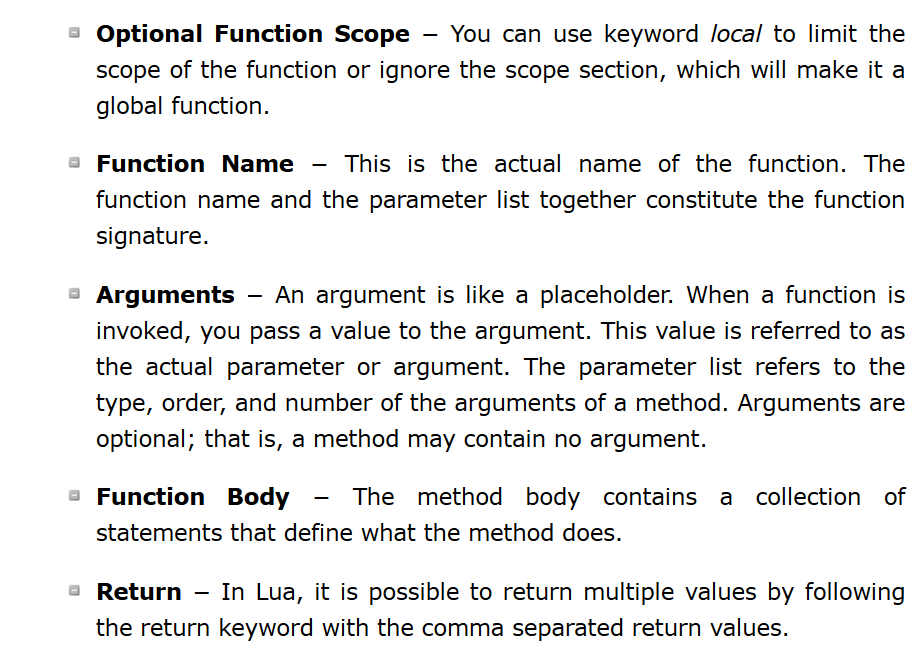 Optional Function Scope − You can use keyword local to limit the
scope of the function or ignore the scope section, which will make it a
global function.
Function Name − This is the actual name of the function. The
function name and the parameter list together constitute the function
signature.
Arguments − An argument is like a placeholder. When a function is
invoked, you pass a value to the argument. This value is referred to as
the actual parameter or argument. The parameter list refers to the
type, order, and number of the arguments of a method. Arguments are
optional; that is, a method may contain no argument.
Function Body − The method body contains a collection of
statements that define what the method does.
Return − In Lua, it is possible to return multiple values by following
the return keyword with the comma separated return values.